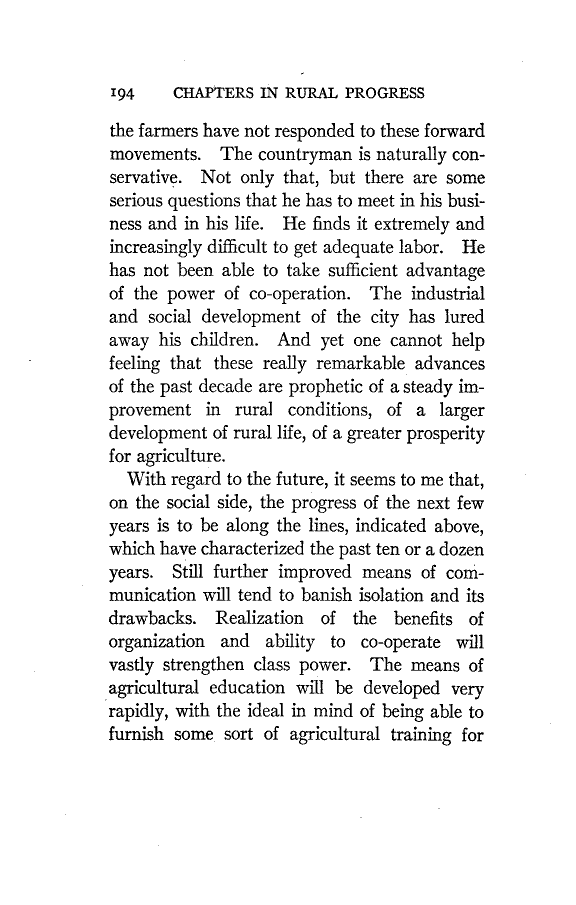 194 CHAPTERS IN RURAL PROGRESS
the farmers have not responded to these forward
movements. The countryman is naturally con-
servative. Not only that, but there are some
serious questions that he has to meet in his busi-
ness and in his life. He finds it extremely and
increasingly difficult to get adequate labor. He
has not been able to take sufficient advantage
of the power of co-operation. The industrial
and social development of the city has lured
away his children. And yet one cannot help
feeling that these really remarkable advances
of the past decade are prophetic of a steady im-
provement in rural conditions, of a larger
development of rural life, of a greater prosperity
for agriculture.
With regard to the future, it seems to me that,
on the social side, the progress of the next few
years is to be along the lines, indicated above,
which have characterized the past ten or a dozen
years. Still further improved means of com-
munication will tend to banish isolation and its
drawbacks. Realization of the benefits of
organization and ability to co-operate will
vastly strengthen class power. The means of
agricultural education will be developed very
rapidly, with the ideal in mind of being able to
furnish some sort of agricultural training for